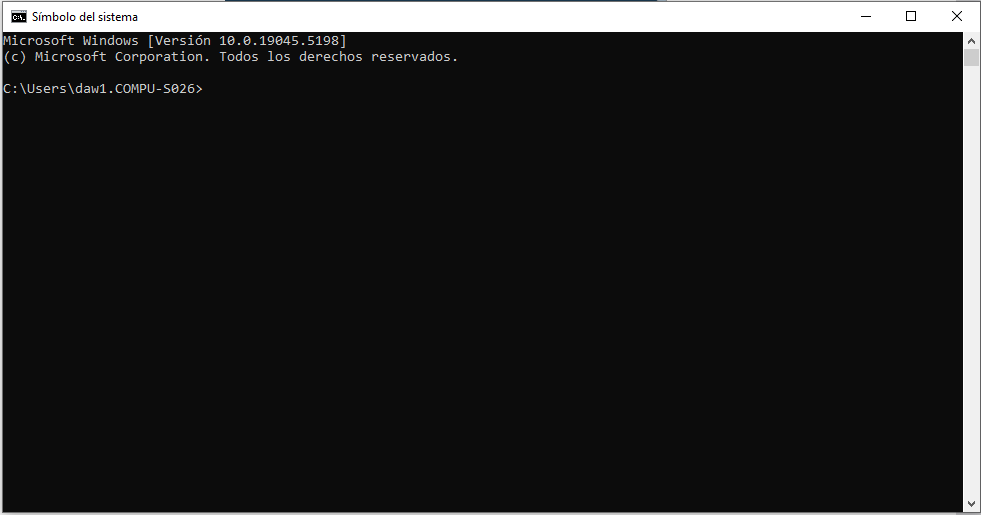 Símbolo del sistema
Microsoft Windows [Versión 10.0.19045.5198]
(c) Microsoft Corporation. Todos los derechos reservados.
C:\Users\daw1.COMPU-S026>